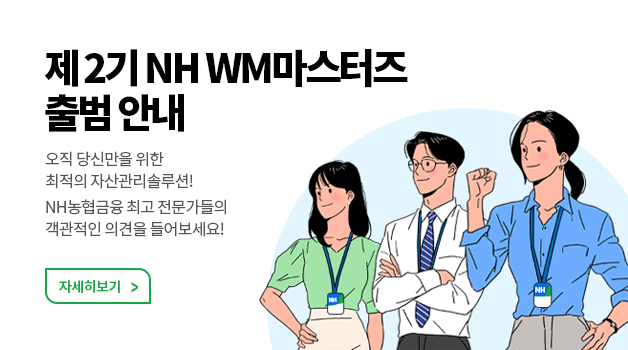 제 2기 NH WM마스터즈
출범 안내
오직 당신만을 위한
최적의 자산관리솔루션!
NH농협금융 최고 전문가들의
객관적인 의견을 들어보세요!
자세히보기 >
NH
NH